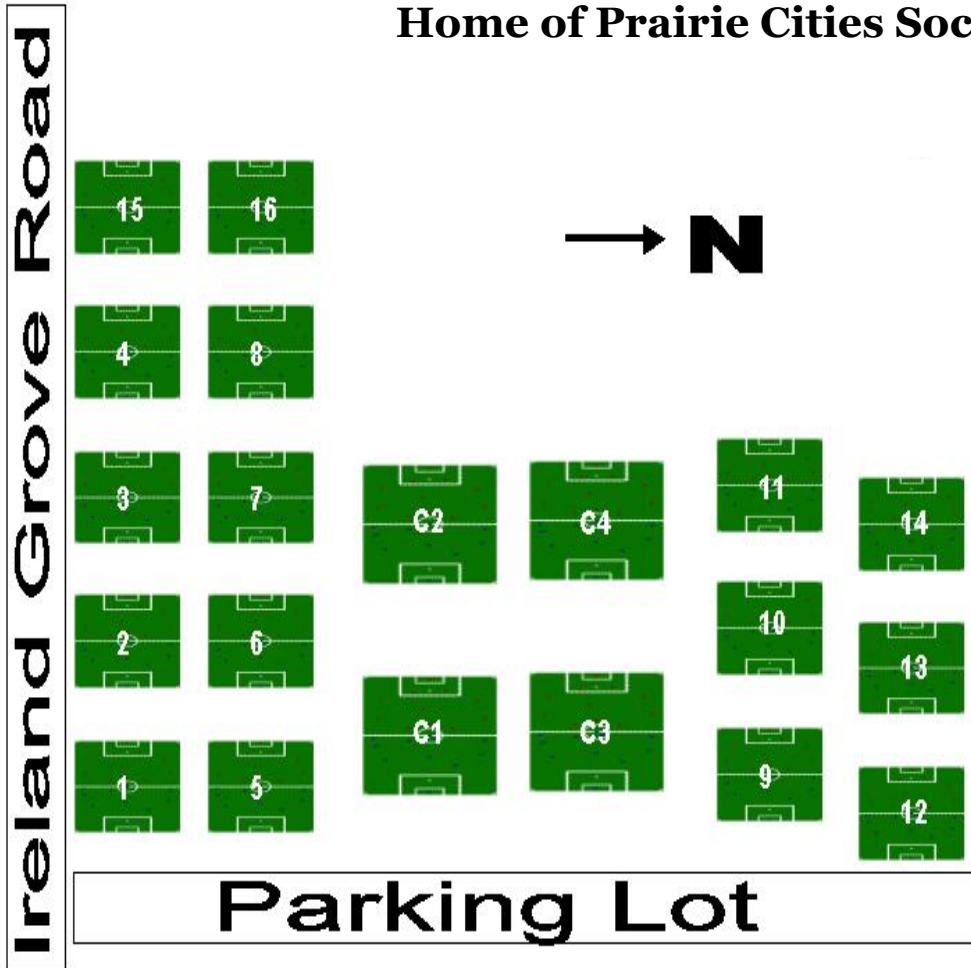 Home of Prairie Cities Soc
Ireland Grove Road
15 16
N
4 8
3 7
11
C2 C4 14
2 6 10
13
C1 C3
1 5 9
12
Parking Lot